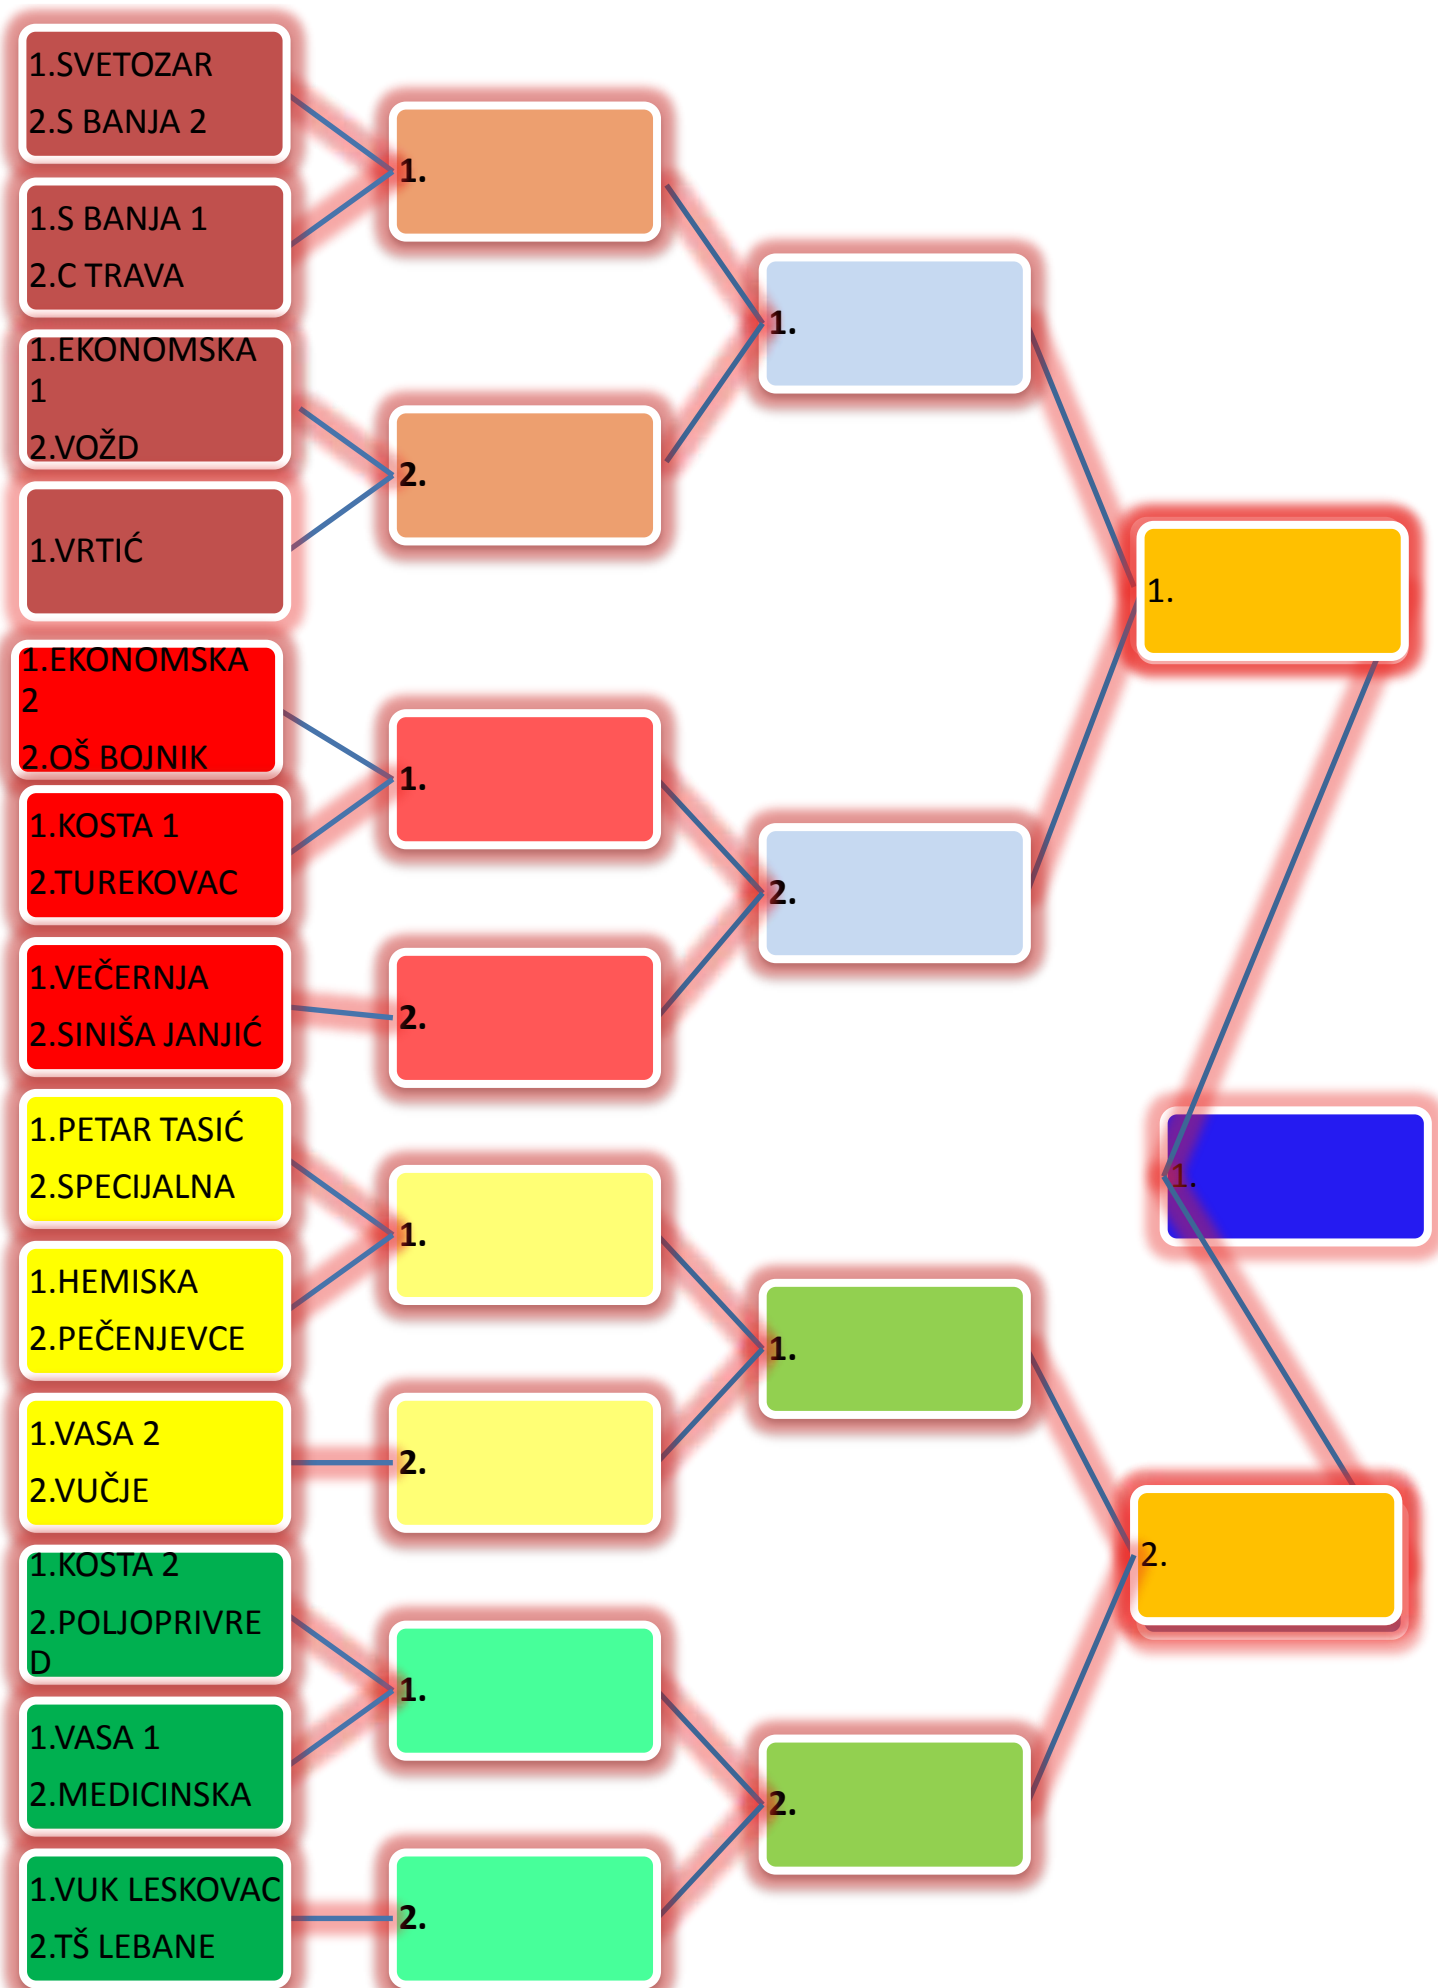 1.SVETOZAR
2.S BANJA 2
1.S BANJA 1
2.C TRAVA
1.EKONOMSKA
1
2.VOŽD
1.VRTIĆ
1.EKONOMSKA
2
2.OŠ BOJNIK
1.KOSTA 1
2.TUREKOVAC
1.VEČERNJA
2.SINIŠA JANJIĆ
1.PETAR TASIĆ
2.SPECIJALNA
1.HEMISKA
2.PEČENJEVCE
1.VASA 2
2.VUČJE
1.KOSTA 2
2.POLJOPRIVRE
D
1.VASA 1
2.MEDICINSKA
1.VUK LESKOVAC
2.TŠ LEBANE
1.
2.
1.
2.
1.
2.
1.
2.
1.
2.
1.
2.
1.
2.
1.